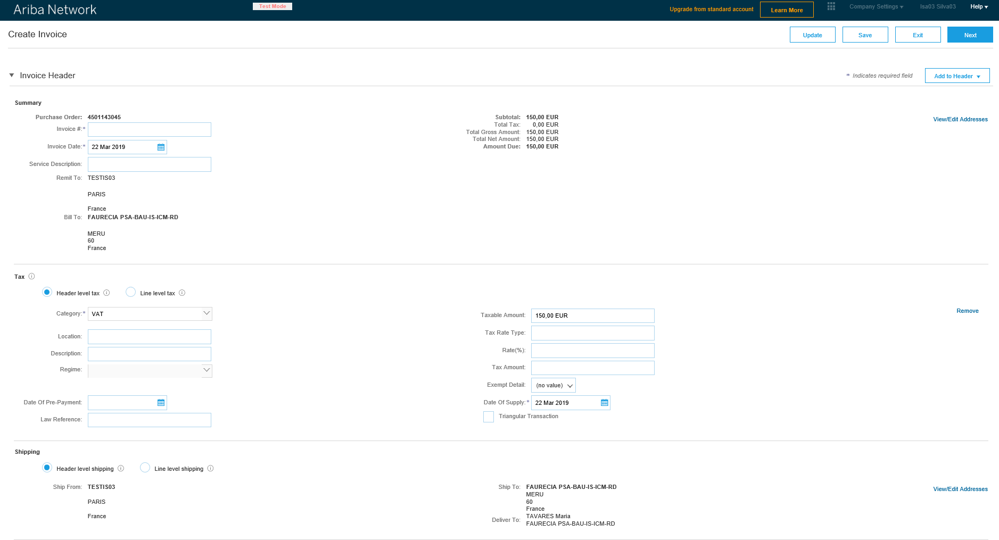 Ariba Network
Test Mode
Upgrade from standard account
Learn More
Company Settings
Isa03 Silva03
Help
Create Invoice
Update
Save
Exit
Next
Invoice Header
* Indicates required field
Add to Header
Summary
Purchase Order: 4501143045
Invoice #:*
Invoice Date:* 22 Mar 2019
Service Description:
Remit To: TESTIS03
PARIS
France
Bill To: FAURECIA PSA-BAU-IS-ICM-RD
MERU
60
France
Subtotal: 150,00 EUR
Total Tax: 0,00 EUR
Total Gross Amount: 150,00 EUR
Total Net Amount: 150,00 EUR
Amount Due: 150,00 EUR
View/Edit Addresses
Tax
Header level tax
Line level tax
Category:* VAT
Location:
Description:
Regime:
Date Of Pre-Payment:
Law Reference:
Taxable Amount: 150,00 EUR
Tax Rate Type:
Rate(%):
Tax Amount:
Exempt Detail: (no value)
Date Of Supply:* 22 Mar 2019
Triangular Transaction
Remove
Shipping
Header level shipping
Line level shipping
Ship From: TESTIS03
PARIS
France
Ship To: FAURECIA PSA-BAU-IS-ICM-RD
MERU
60
France
Deliver To: TAVARES Maria
FAURECIA PSA-BAU-IS-ICM-RD
View/Edit Addresses